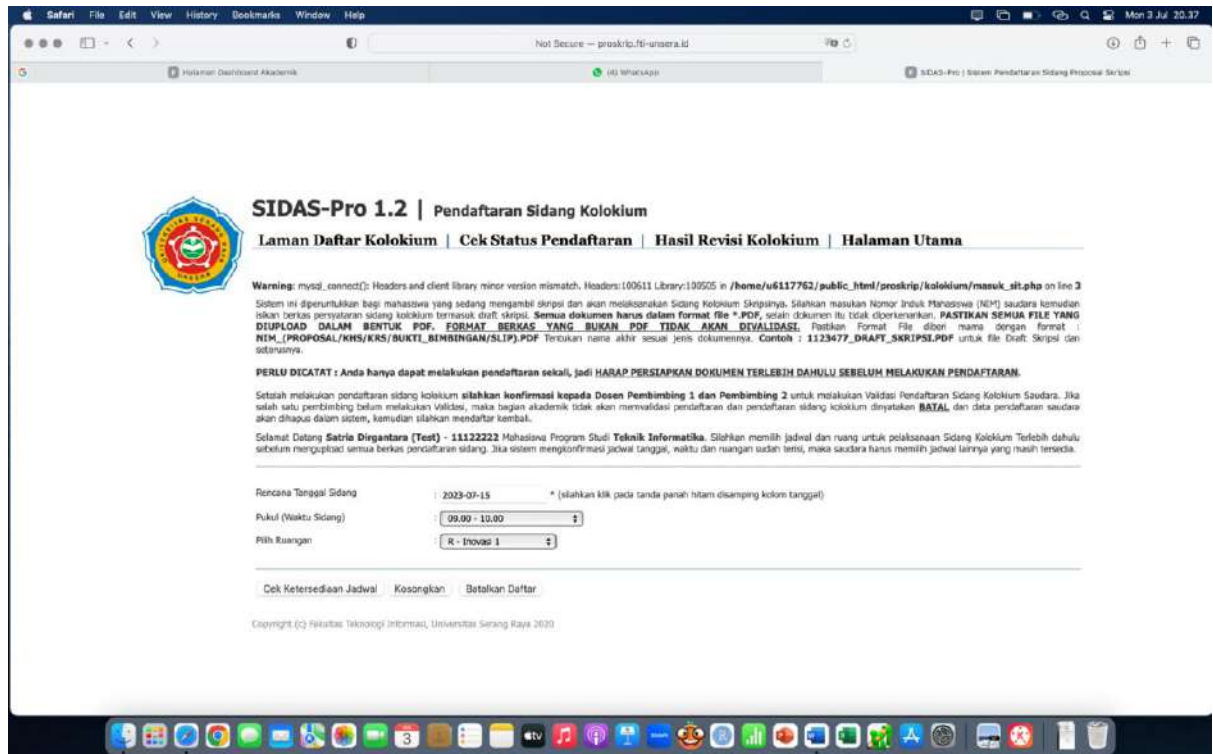 Safari File Edit View History Bookmarks Window Help Mon 3 Jul 20.37
Not Secure — proskrip.fti-unsera.id
Halaman Dashboard Akademik
(4) WhatsApp
SIDAS-Pro | Sistem Pendaftaran Sidang Proposal Skripsi
SIDAS-Pro 1.2 | Pendaftaran Sidang Kolokium
Laman Daftar Kolokium | Cek Status Pendaftaran | Hasil Revisi Kolokium | Halaman Utama
Warning: mysql_connect(): Headers and client library minor version mismatch. Headers:100611 Library:100505 in /home/u6117762/public_html/proskrip/kolokium/masuk_sit.php on line 3
Sistem ini diperuntukkan bagi mahasiswa yang sedang mengambil skripsi dan akan melaksanakan Sidang Kolokium Skripsinya. Silahkan masukan Nomor Induk Mahasiswa (NIM) saudara kemudian
isikan berkas persyataran sidang kolokium termasuk draft skripsi. Semua dokumen harus dalam format file *.PDF, selain dokumen itu tidak diperkenankan. PASTIKAN SEMUA FILE YANG
DIUPLOAD DALAM BENTUK PDF. FORMAT BERKAS YANG BUKAN PDF TIDAK AKAN DIVALIDASI. Pastikan Format File diberi mama dengan format :
NIM_(PROPOSAL/KHS/KRS/BUKTI_BIMBINGAN/SLIP).PDF Tentukan nama akhir sesuai jenis dokumennya. Contoh : 1123477_DRAFT_SKRIPSI.PDF untuk file Draft Skripsi dan
seterusnya.
PERLU DICATAT : Anda hanya dapat melakukan pendaftaran sekali, jadi HARAP PERSIAPKAN DOKUMEN TERLEBIH DAHULU SEBELUM MELAKUKAN PENDAFTARAN.
Setelah melakukan pendaftaran sidang kolokium silahkan konfirmasi kepada Dosen Pembimbing 1 dan Pembimbing 2 untuk melakukan Validasi Pendaftaran Sidang Kolokium Saudara. Jika
salah satu pembimbing belum melakukan Validasi, maka bagian akademik tidak akan memvalidasi pendaftaran dan pendaftaran sidang kolokium dinyatakan BATAL dan data pendaftaran saudara
akan dihapus dalam sistem, kemudian silahkan mendaftar kembali.
Selamat Datang Satria Dirgantara (Test) - 11122222 Mahasiswa Program Studi Teknik Informatika. Silahkan memilih jadwal dan ruang untuk pelaksanaan Sidang Kolokium Terlebih dahulu
sebelum mengupload semua berkas pendaftaran sidang. Jika sistem mengkonfirmasi jadwal tanggal, waktu dan ruangan sudah terisi, maka saudara harus memilih jadwal lainnya yang masih tersedia.
Rencana Tanggal Sidang : 2023-07-15 * (silahkan klik pada tanda panah hitam disamping kolom tanggal)
Pukul (Waktu Sidang) : 09.00 - 10.00
Pilih Ruangan : R - Inovasi 1
Cek Ketersediaan Jadwal Kosongkan Batalkan Daftar
Copyright (c) Fakultas Teknologi Informasi, Universitas Serang Raya 2020
3
tv